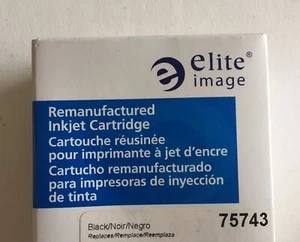 elite®
image
Remanufactured
Inkjet Cartridge
Cartouche réusinée
pour imprimante à jet d'encre
Cartucho remanufacturado
para impresoras de inyección
de tinta
Black/Noir/Negro
Replaces/Remplace/Reemplaza
75743